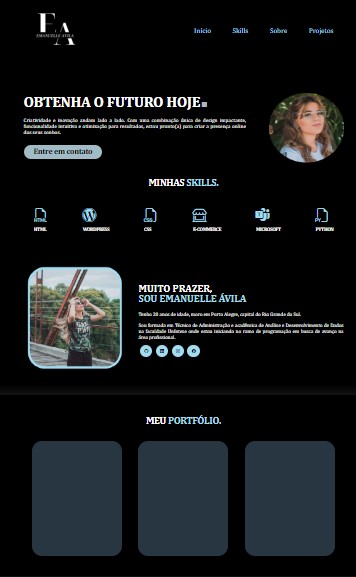 EA
EMANUELLE ÁVILA
Início Skills Sobre Projetos
OBTENHA O FUTURO HOJE
Criatividade e inovação andam lado a lado. Com uma combinação única de design impactante,
funcionalidade intuitiva e otimização para resultados, estou pronto(a) para criar a presença online
dos seus sonhos.
Entre em contato
MINHAS SKILLS.
HTML WORDPRESS CSS E-COMMERCE MICROSOFT PYTHON
MUITO PRAZER,
SOU EMANUELLE ÁVILA
Tenho 28 anos de idade, moro em Porto Alegre, capital do Rio Grande do Sul.
Sou formada em Técnico de Administração e acadêmica de Análise e Desenvolvimento de Dados
na faculdade Unifatene onde estou iniciando no ramo de programação em busca de avanço na
área profissional.
MEU PORTFÓLIO.